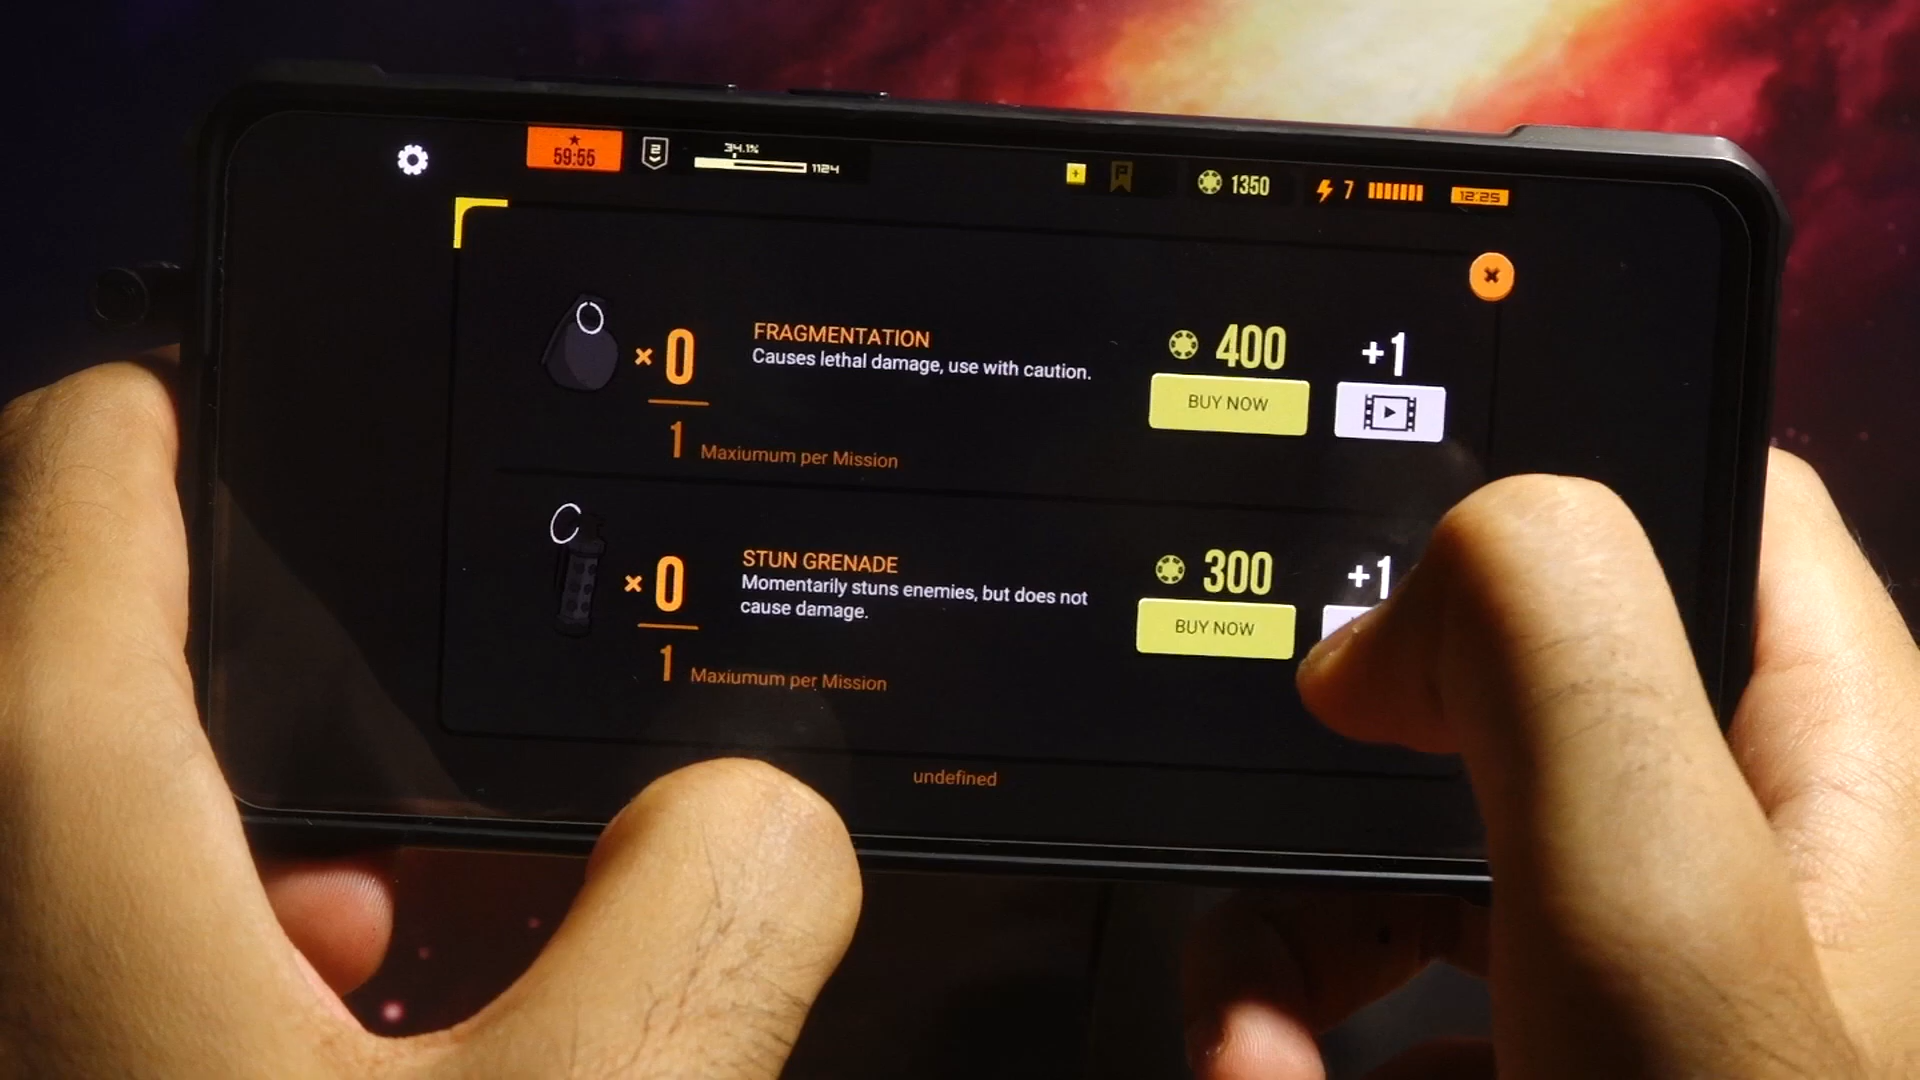 59:55
2
34.1%
1124
P
1350
7
12:25
FRAGMENTATION
Causes lethal damage, use with caution.
× 0
1 Maxiumum per Mission
400
BUY NOW
+1
STUN GRENADE
Momentarily stuns enemies, but does not
cause damage.
× 0
1 Maxiumum per Mission
300
BUY NOW
+1
undefined